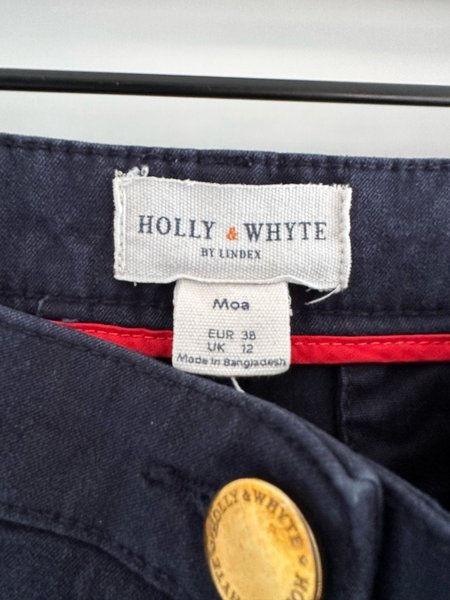 HOLLY & WHYTE
BY LINDEX
Moa
EUR 38
UK 12
Made in Bangladesh
HOLLY & WHYTE